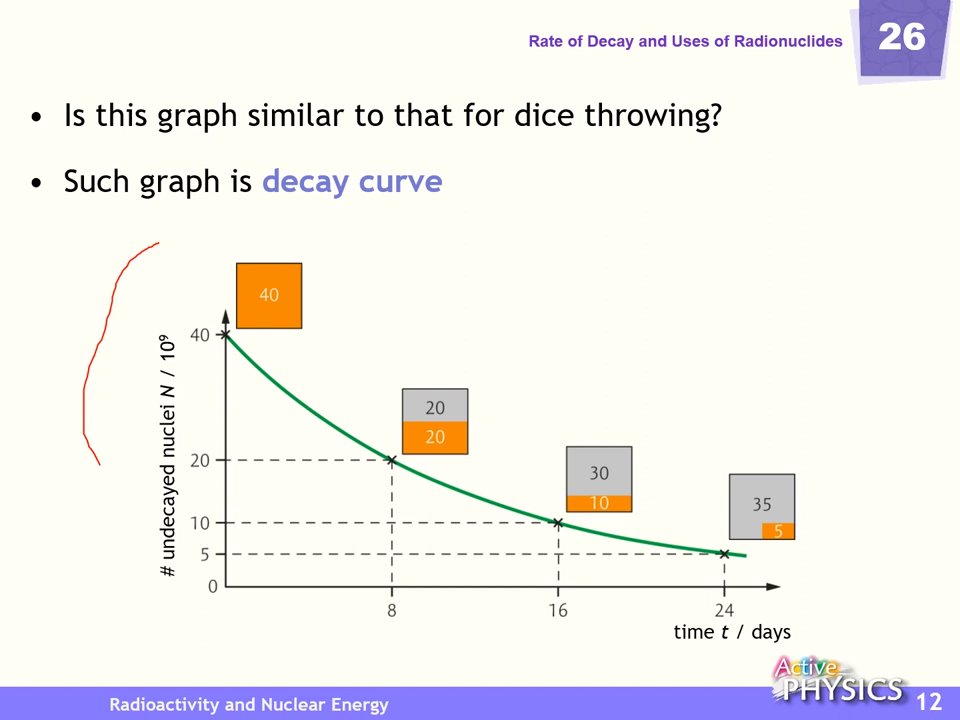 Rate of Decay and Uses of Radionuclides
26
• Is this graph similar to that for dice throwing?
• Such graph is decay curve
40
# undecayed nuclei N / 10⁹
40
20
20
20
30
10
35
5
10
5
0
8
16
24
time t / days
Active
PHYSICS
Radioactivity and Nuclear Energy
12